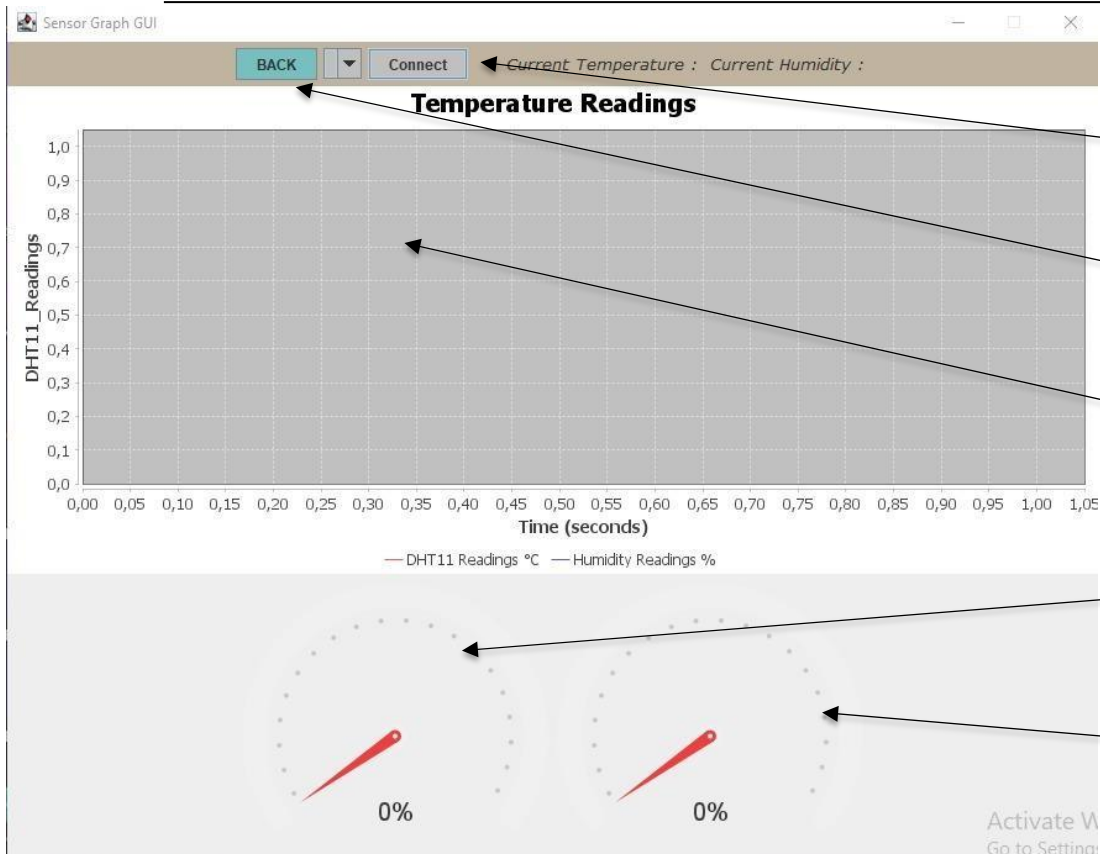 Sensor Graph GUI
BACK Connect Current Temperature : Current Humidity :
Temperature Readings
DHT11_Readings
1,0
0,9
0,8
0,7
0,6
0,5
0,4
0,3
0,2
0,1
0,0
0,00 0,05 0,10 0,15 0,20 0,25 0,30 0,35 0,40 0,45 0,50 0,55 0,60 0,65 0,70 0,75 0,80 0,85 0,90 0,95 1,00 1,05
Time (seconds)
DHT11 Readings °C Humidity Readings %
0% 0%
Activate W
Go to Settings